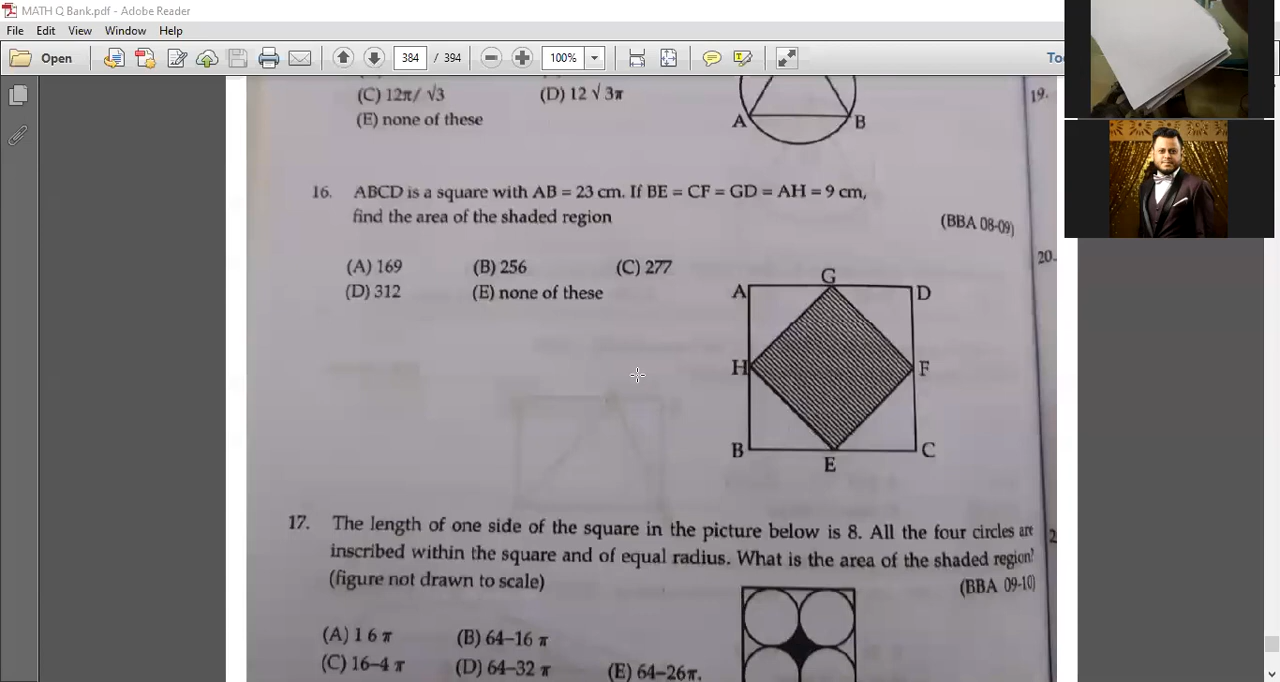 MATH Q Bank.pdf - Adobe Reader
File Edit View Window Help
Open 384 / 394 100%
(C) 12π/ √3 (D) 12 √ 3π
(E) none of these
A B
19.
16. ABCD is a square with AB = 23 cm. If BE = CF = GD = AH = 9 cm,
find the area of the shaded region
(BBA 08-09)
20.
(A) 169 (B) 256 (C) 277
(D) 312 (E) none of these
G
A D
H F
B C
E
17. The length of one side of the square in the picture below is 8. All the four circles are
inscribed within the square and of equal radius. What is the area of the shaded region?
(figure not drawn to scale) (BBA 09-10)
(A) 1 6 π (B) 64–16 π
(C) 16–4 π (D) 64–32 π (E) 64–26π.